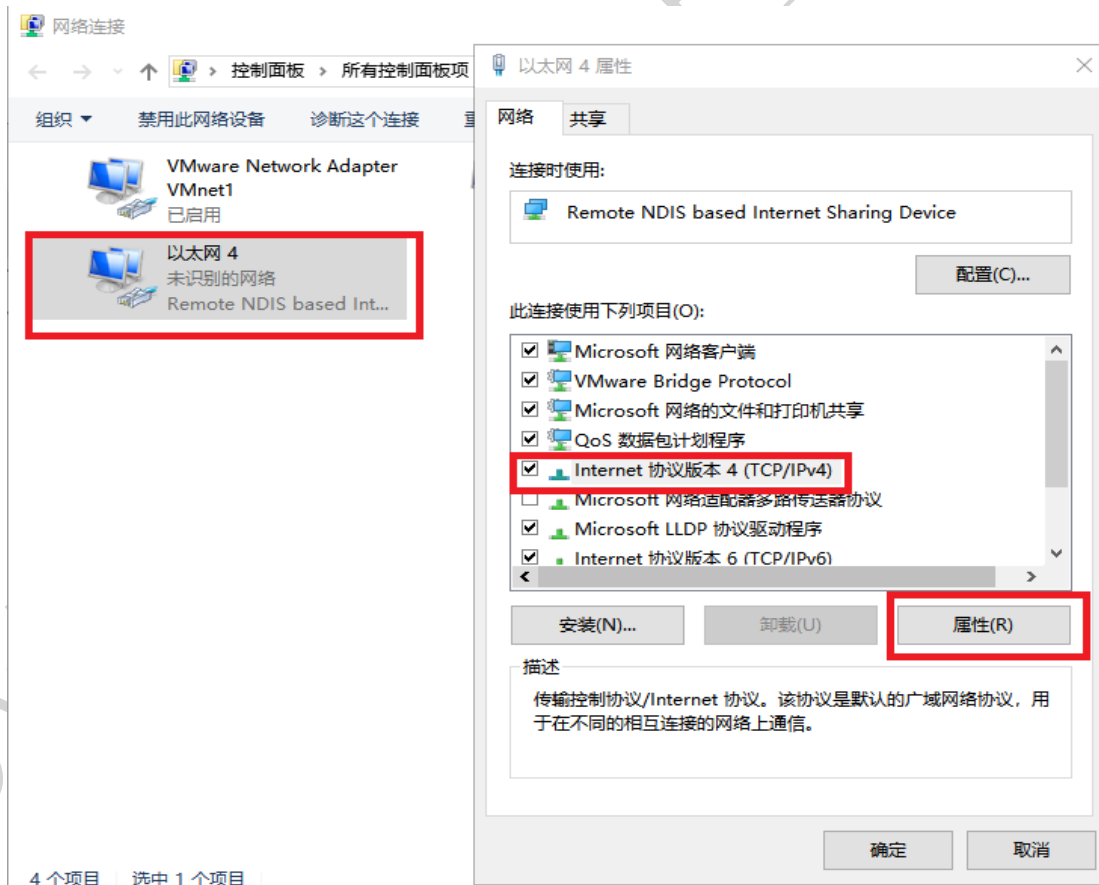 网络连接
控制面板 › 所有控制面板项
组织 禁用此网络设备 诊断这个连接
VMware Network Adapter
VMnet1
已启用
以太网 4
未识别的网络
Remote NDIS based Int...
4 个项目 选中 1 个项目
以太网 4 属性
网络 共享
连接时使用:
Remote NDIS based Internet Sharing Device
配置(C)...
此连接使用下列项目(O):
Microsoft 网络客户端
VMware Bridge Protocol
Microsoft 网络的文件和打印机共享
QoS 数据包计划程序
Internet 协议版本 4 (TCP/IPv4)
Microsoft 网络适配器多路传送器协议
Microsoft LLDP 协议驱动程序
Internet 协议版本 6 (TCP/IPv6)
安装(N)... 卸载(U) 属性(R)
描述
传输控制协议/Internet 协议。该协议是默认的广域网络协议，用
于在不同的相互连接的网络上通信。
确定 取消